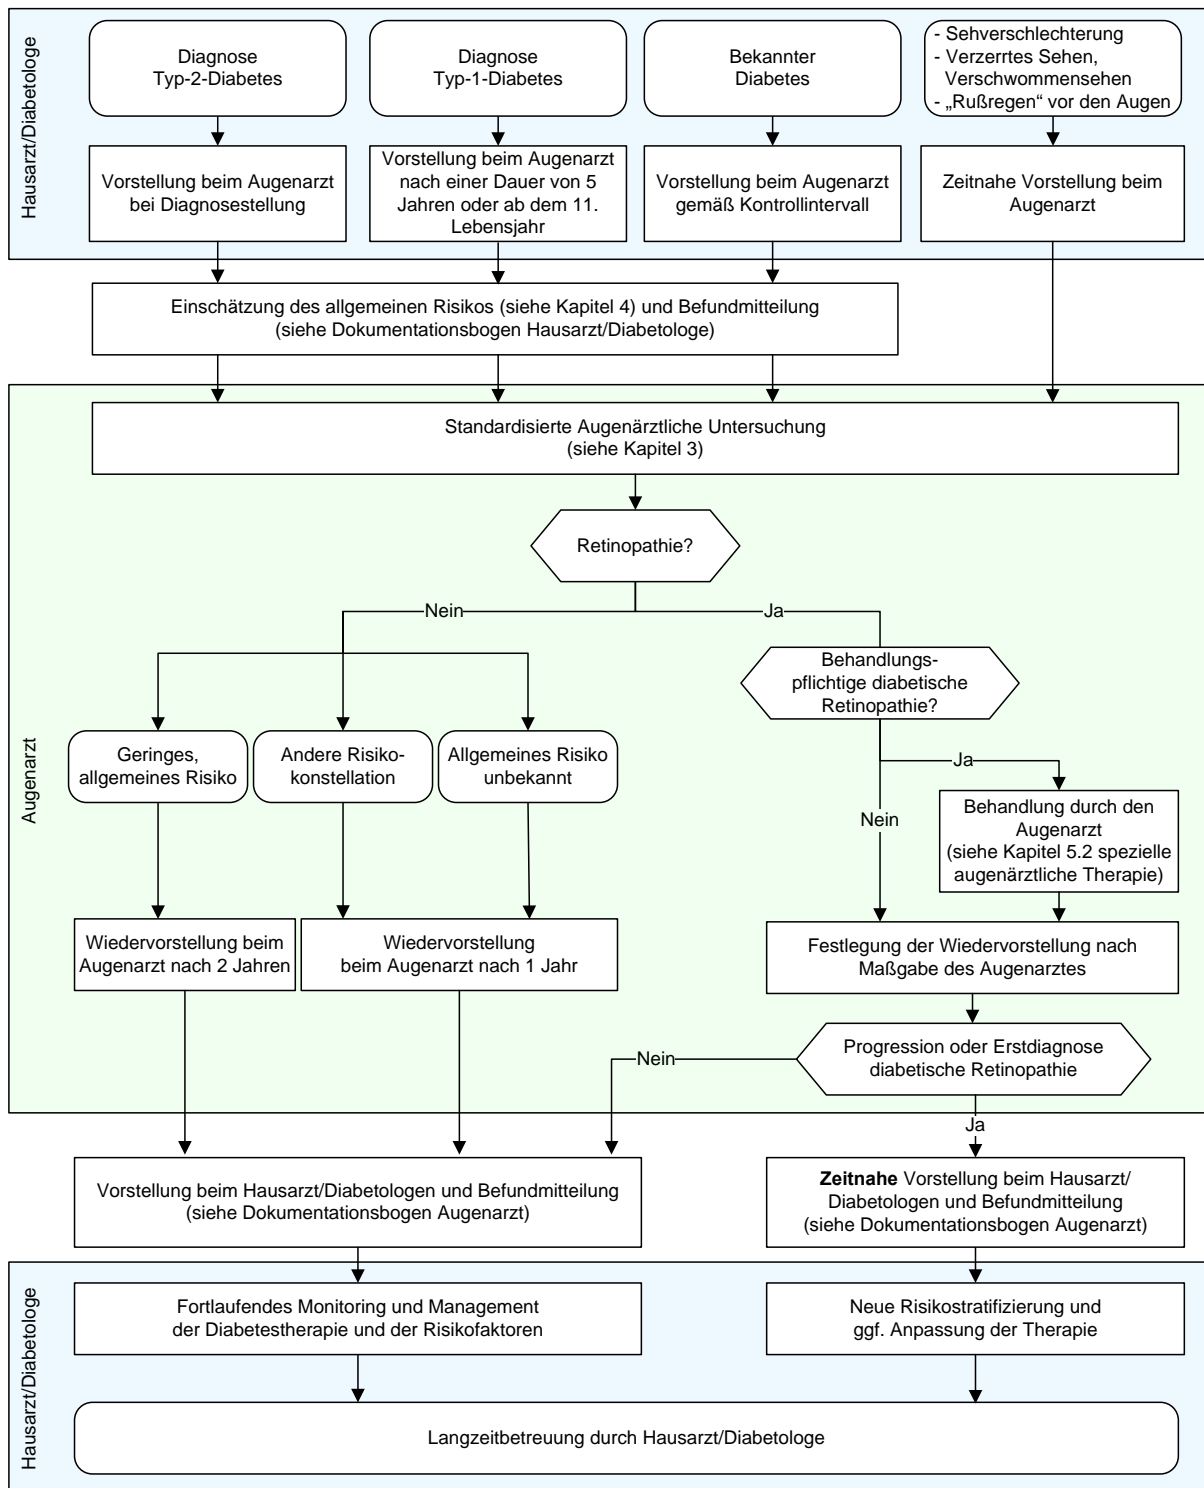 Hausarzt/Diabetologe
Diagnose
Typ-2-Diabetes
Diagnose
Typ-1-Diabetes
Bekannter
Diabetes
- Sehverschlechterung
- Verzerrtes Sehen,
Verschwommensehen
- „Rußregen“ vor den Augen
Vorstellung beim Augenarzt
bei Diagnosestellung
Vorstellung beim Augenarzt
nach einer Dauer von 5
Jahren oder ab dem 11.
Lebensjahr
Vorstellung beim Augenarzt
gemäß Kontrollintervall
Zeitnahe Vorstellung beim
Augenarzt
Einschätzung des allgemeinen Risikos (siehe Kapitel 4) und Befundmitteilung
(siehe Dokumentationsbogen Hausarzt/Diabetologe)
Augenarzt
Standardisierte Augenärztliche Untersuchung
(siehe Kapitel 3)
Retinopathie?
Nein
Ja
Behandlungs-
pflichtige diabetische
Retinopathie?
Geringes,
allgemeines Risiko
Andere Risiko-
konstellation
Allgemeines Risiko
unbekannt
Ja
Nein
Behandlung durch den
Augenarzt
(siehe Kapitel 5.2 spezielle
augenärztliche Therapie)
Wiedervorstellung beim
Augenarzt nach 2 Jahren
Wiedervorstellung
beim Augenarzt nach 1 Jahr
Festlegung der Wiedervorstellung nach
Maßgabe des Augenarztes
Progression oder Erstdiagnose
diabetische Retinopathie
Nein
Ja
Vorstellung beim Hausarzt/Diabetologen und Befundmitteilung
(siehe Dokumentationsbogen Augenarzt)
Zeitnahe Vorstellung beim Hausarzt/
Diabetologen und Befundmitteilung
(siehe Dokumentationsbogen Augenarzt)
Hausarzt/Diabetologe
Fortlaufendes Monitoring und Management
der Diabetestherapie und der Risikofaktoren
Neue Risikostratifizierung und
ggf. Anpassung der Therapie
Langzeitbetreuung durch Hausarzt/Diabetologe